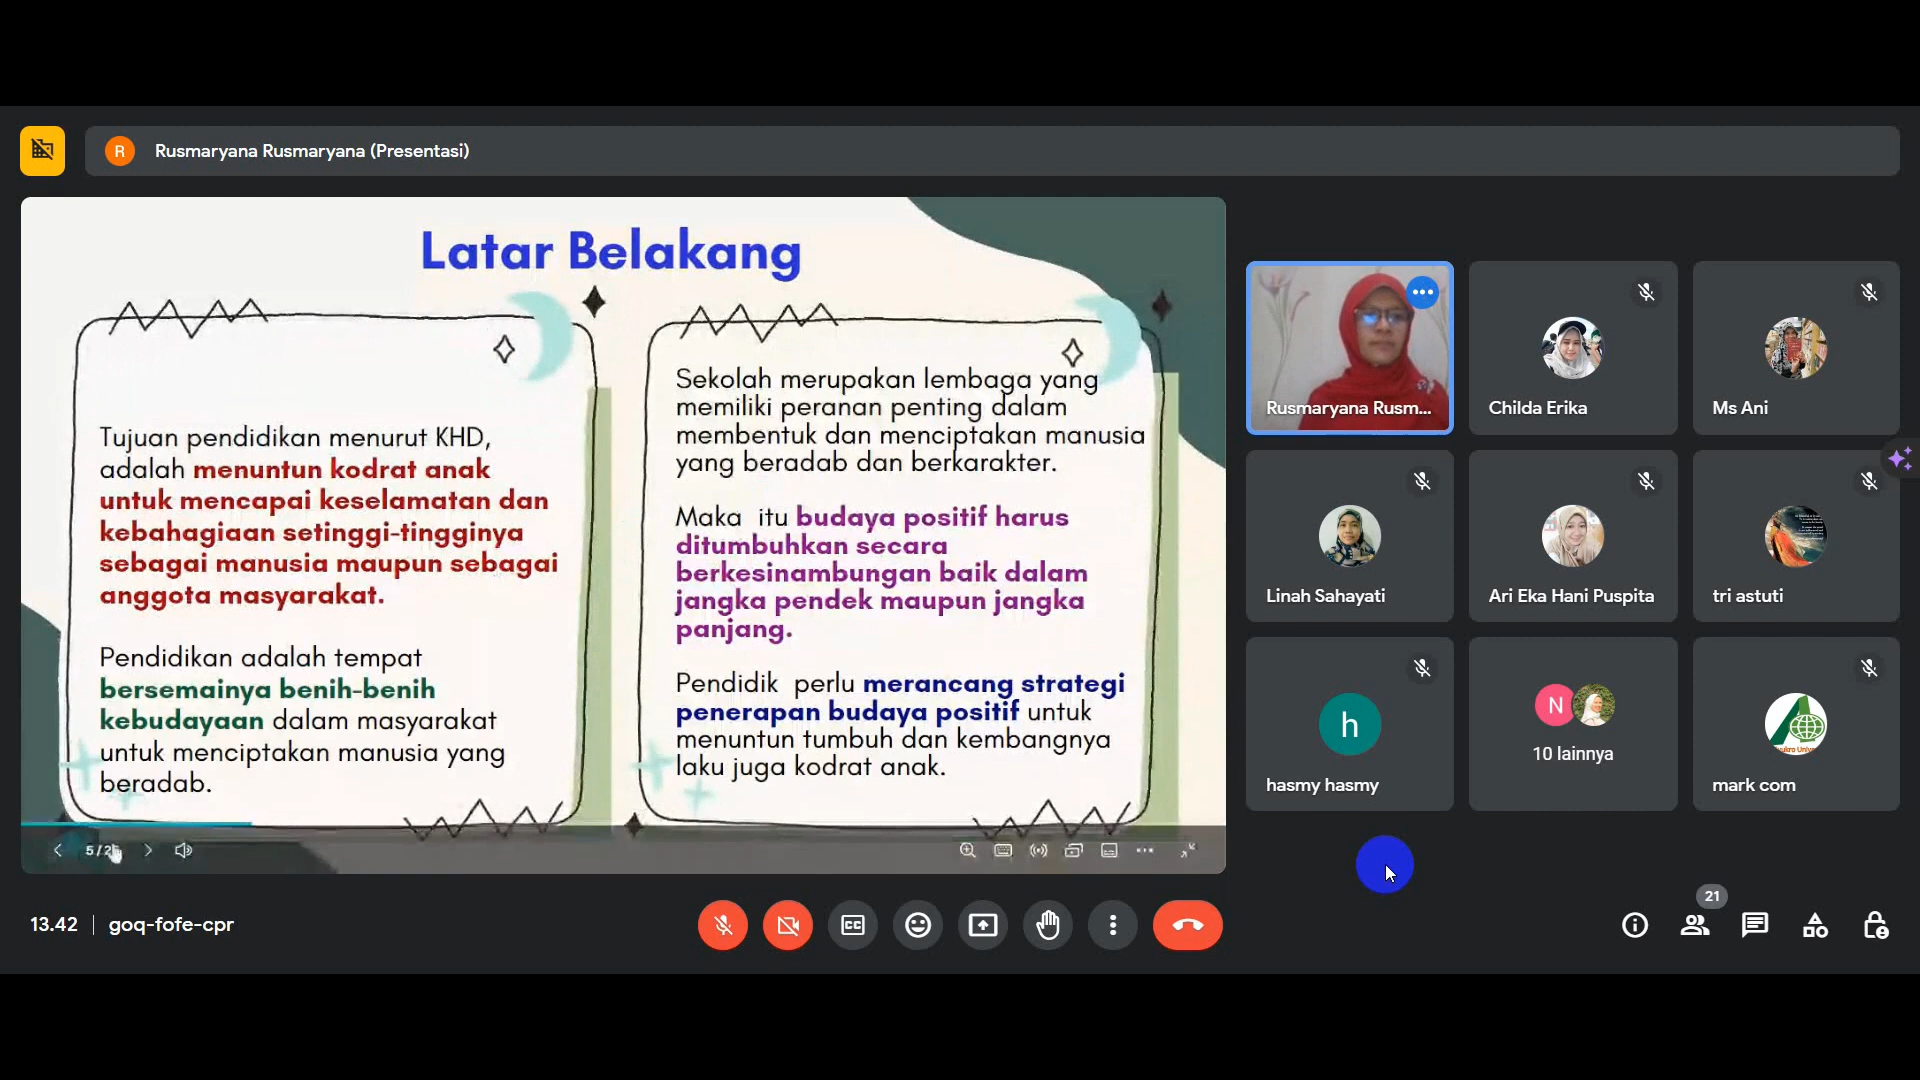 R
Rusmaryana Rusmaryana (Presentasi)
Latar Belakang
Tujuan pendidikan menurut KHD,
adalah menuntun kodrat anak
untuk mencapai keselamatan dan
kebahagiaan setinggi-tingginya
sebagai manusia maupun sebagai
anggota masyarakat.
Pendidikan adalah tempat
bersemainya benih-benih
kebudayaan dalam masyarakat
untuk menciptakan manusia yang
beradab.
Sekolah merupakan lembaga yang
memiliki peranan penting dalam
membentuk dan menciptakan manusia
yang beradab dan berkarakter.
Maka itu budaya positif harus
ditumbuhkan secara
berkesinambungan baik dalam
jangka pendek maupun jangka
panjang.
Pendidik perlu merancang strategi
penerapan budaya positif untuk
menuntun tumbuh dan kembangnya
laku juga kodrat anak.
Rusmaryana Rusm...
Childa Erika
Ms Ani
Linah Sahayati
Ari Eka Hani Puspita
tri astuti
h
hasmy hasmy
N
10 lainnya
mark com
13.42
goq-fofe-cpr
CC
21